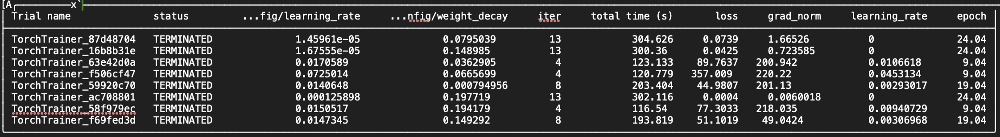 [A x`
Trial name status ...fig/learning_rate ...nfig/weight_decay iter total time (s) loss grad_norm learning_rate epoch
TorchTrainer_87d48704 TERMINATED 1.45961e-05 0.0795039 13 304.626 0.0739 1.66526 0 24.04
TorchTrainer_16b8b31e TERMINATED 1.67555e-05 0.148985 13 300.36 0.0425 0.723585 0 24.04
TorchTrainer_63e42d0a TERMINATED 0.0170589 0.0362905 4 123.133 89.7637 200.942 0.0106618 9.04
TorchTrainer_f506cf47 TERMINATED 0.0725014 0.0665699 4 120.779 357.009 220.22 0.0453134 9.04
TorchTrainer_59920c70 TERMINATED 0.0140648 0.000794956 8 203.404 44.9807 201.13 0.00293017 19.04
TorchTrainer_ac708801 TERMINATED 0.000125898 0.197719 13 302.116 0.0004 0.0060018 0 24.04
TorchTrainer_58f979ec TERMINATED 0.0150517 0.194179 4 116.54 77.3033 218.035 0.00940729 9.04
TorchTrainer_f69fed3d TERMINATED 0.0147345 0.149292 8 193.819 51.1019 49.0424 0.00306968 19.04